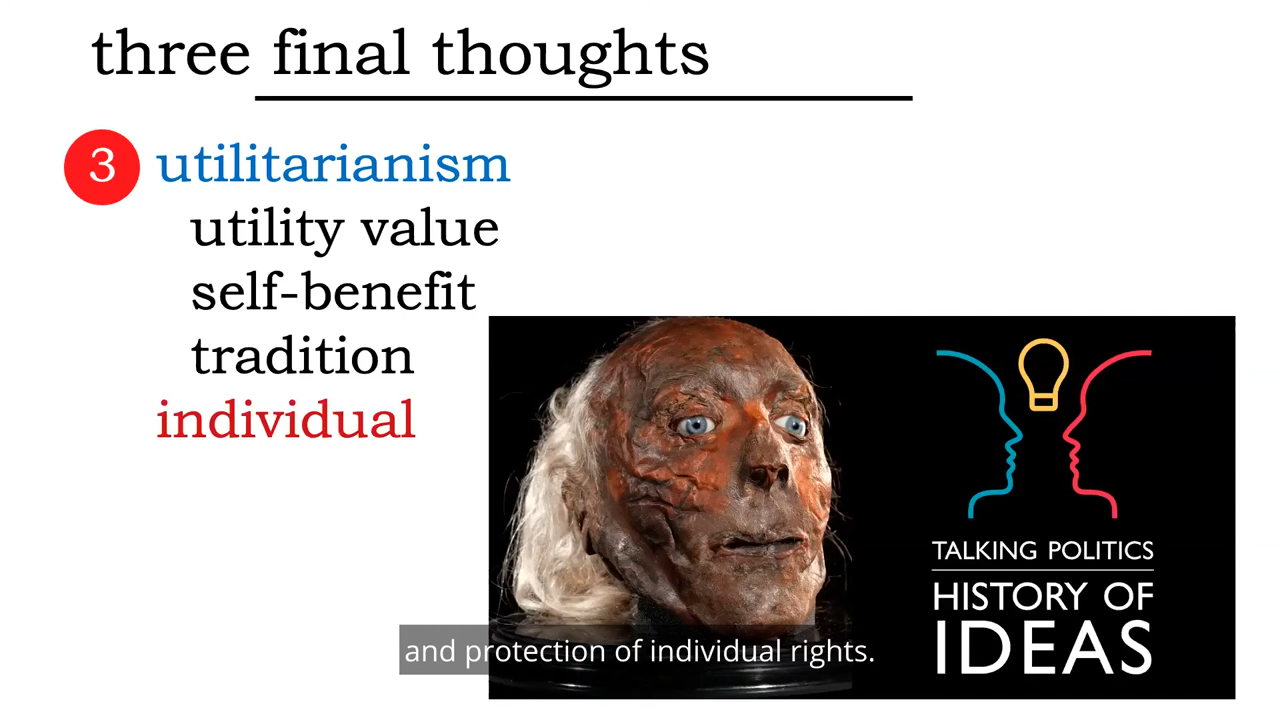 three final thoughts
3 utilitarianism
utility value
self-benefit
tradition
individual
TALKING POLITICS
HISTORY OF
IDEAS
and protection of individual rights.